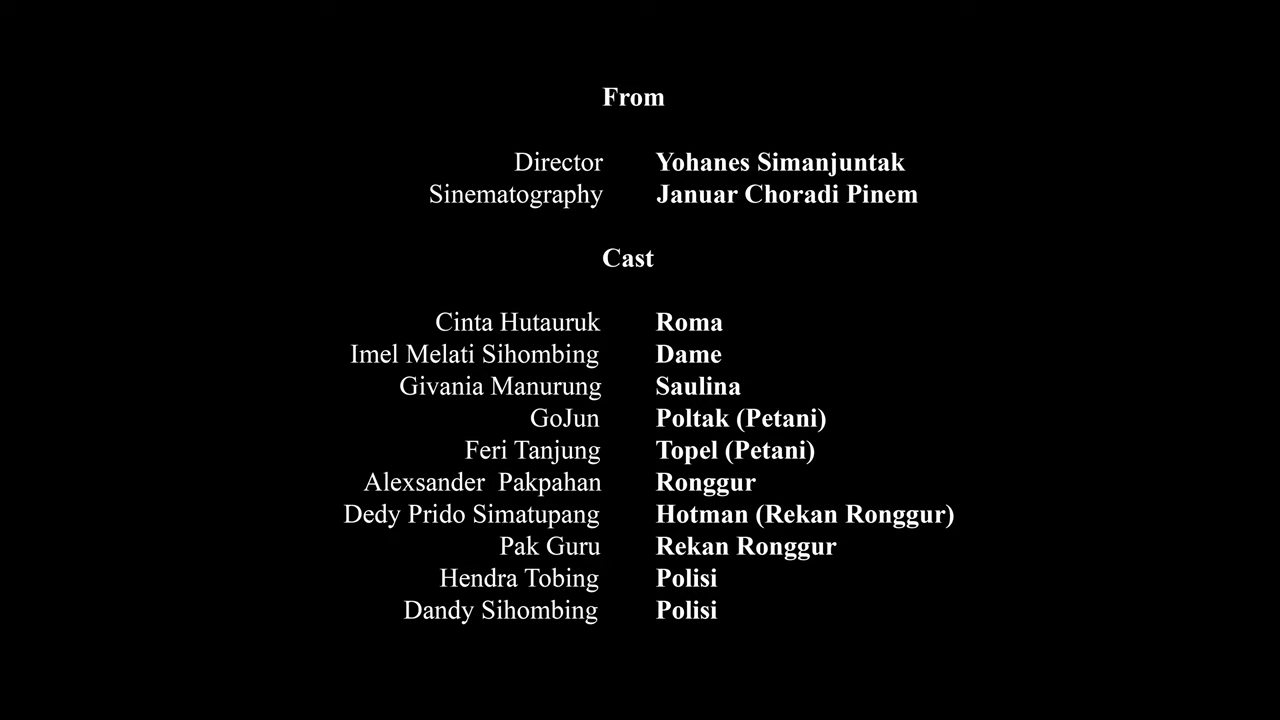 From
Director Yohanes Simanjuntak
Sinematography Januar Choradi Pinem
Cast
Cinta Hutauruk Roma
Imel Melati Sihombing Dame
Givania Manurung Saulina
GoJun Poltak (Petani)
Feri Tanjung Topel (Petani)
Alexsander Pakpahan Ronggur
Dedy Prido Simatupang Hotman (Rekan Ronggur)
Pak Guru Rekan Ronggur
Hendra Tobing Polisi
Dandy Sihombing Polisi